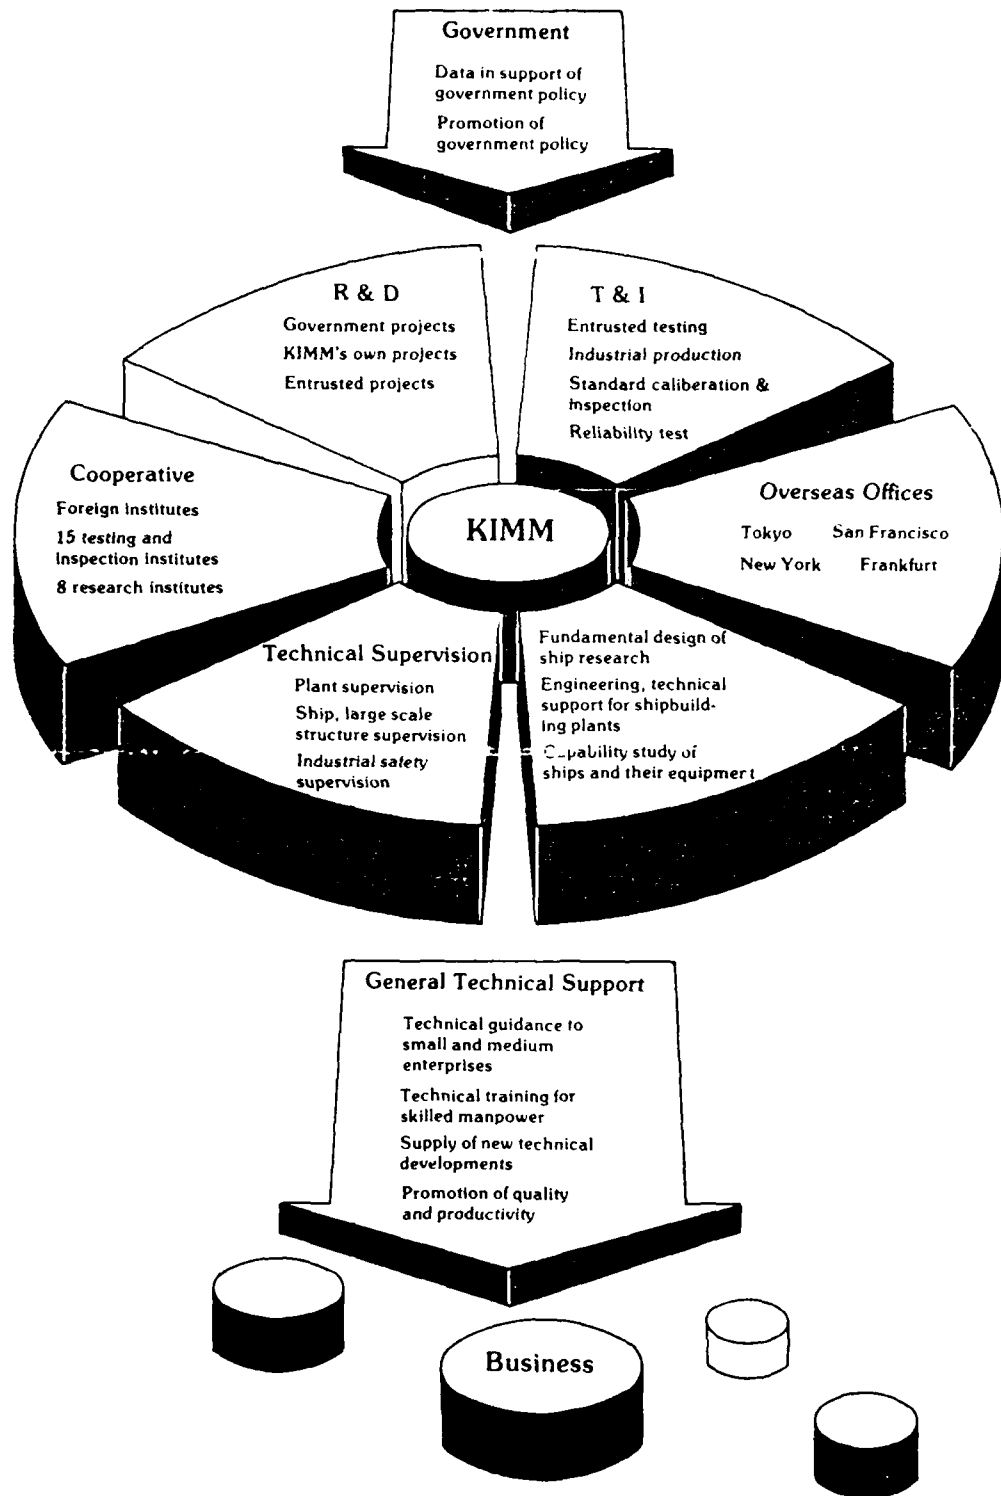 Government
Data in support of
government policy
Promotion of
government policy
R & D
Government projects
KIMM's own projects
Entrusted projects
T & I
Entrusted testing
Industrial production
Standard caliberation &
inspection
Reliability test
Cooperative
Foreign institutes
15 testing and
inspection institutes
8 research institutes
KIMM
Overseas Offices
Tokyo San Francisco
New York Frankfurt
Technical Supervision
Plant supervision
Ship, large scale
structure supervision
Industrial safety
supervision
Fundamental design of
ship research
Engineering, technical
support for shipbuild-
ing plants
Capability study of
ships and their equipment
General Technical Support
Technical guidance to
small and medium
enterprises
Technical training for
skilled manpower
Supply of new technical
developments
Promotion of quality
and productivity
Business